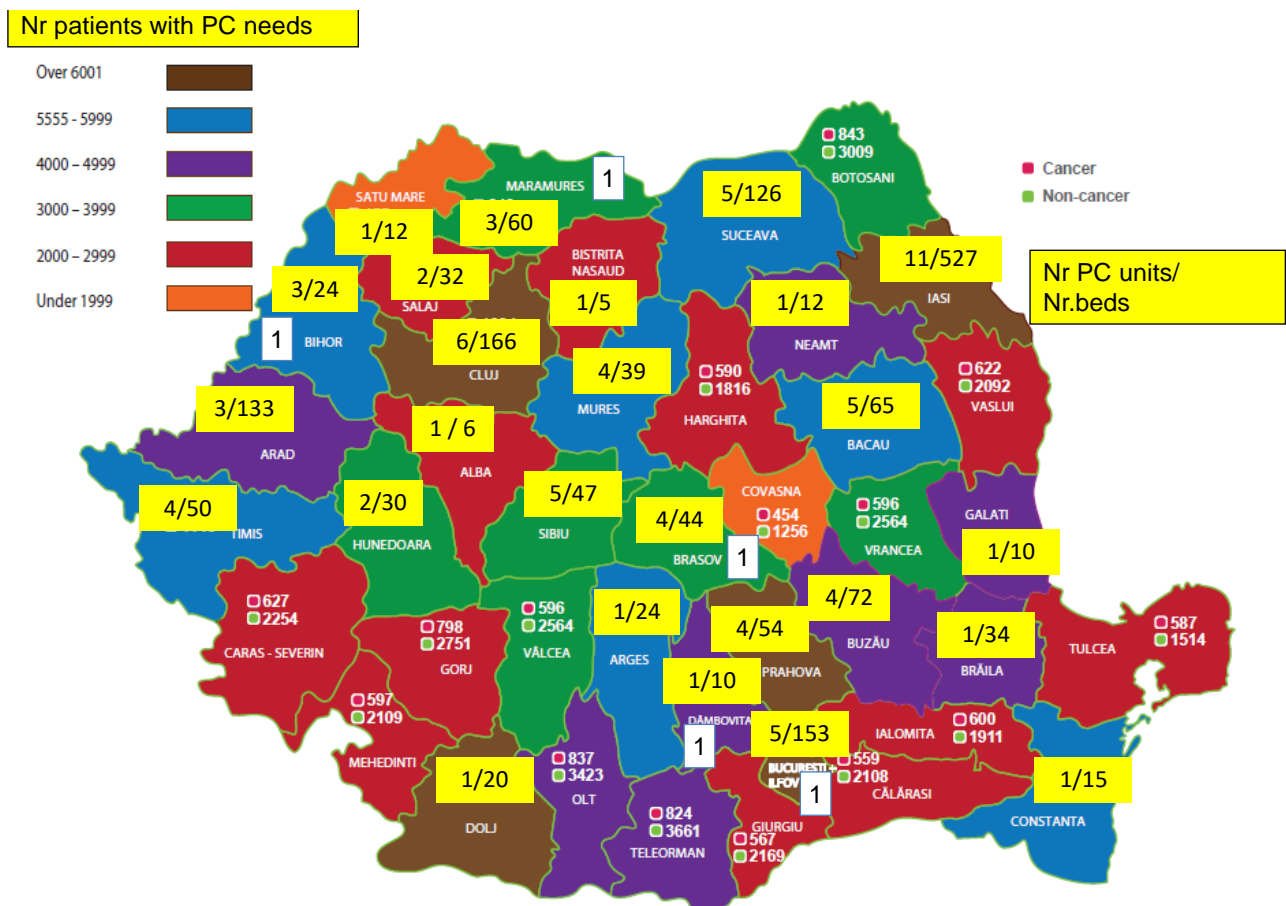 Nr patients with PC needs
Over 6001
5555 - 5999
4000 – 4999
3000 – 3999
2000 – 2999
Under 1999
Cancer
Non-cancer
Nr PC units/
Nr.beds
843
3009
BOTOSANI
SATU MARE
1/12
MARAMURES
1
3/60
5/126
SUCEAVA
BISTRITA
NASAUD
1/5
11/527
IASI
2/32
SALAJ
3/24
1
BIHOR
6/166
CLUJ
1/12
NEAMT
4/39
MURES
590
1816
HARGHITA
622
2092
VASLUI
5/65
BACAU
3/133
ARAD
1 / 6
ALBA
COVASNA
454
1256
596
2564
VRANCEA
GALATI
1/10
4/50
TIMIS
2/30
HUNEDOARA
5/47
SIBIU
4/44
BRASOV
1
627
2254
CARAS - SEVERIN
798
2751
GORJ
596
2564
VÂLCEA
1/24
ARGES
4/54
PRAHOVA
4/72
BUZĂU
1/34
BRĂILA
TULCEA
587
1514
1/10
DÂMBOVITA
1
597
2109
MEHEDINTI
5/153
BUCURESTI +
ILFOV
1
600
1911
IALOMITA
559
2108
CĂLĂRASI
1/20
DOLJ
837
3423
OLT
824
3661
TELEORMAN
GIURGIU
567
2169
1/15
CONSTANTA